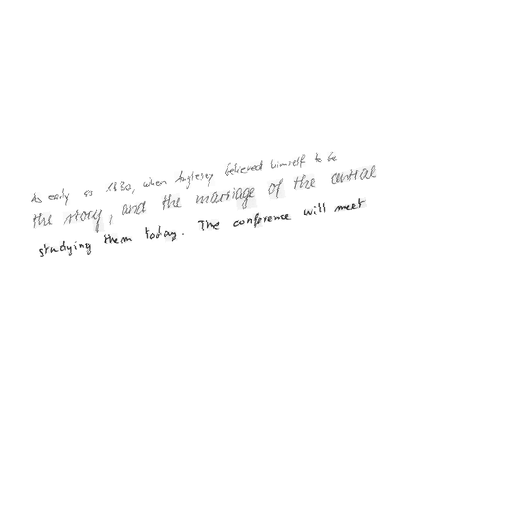 As early as 1830, when Anglesey believed himself to be
the story, and the marriage of the central
studying them today. The conference will meet